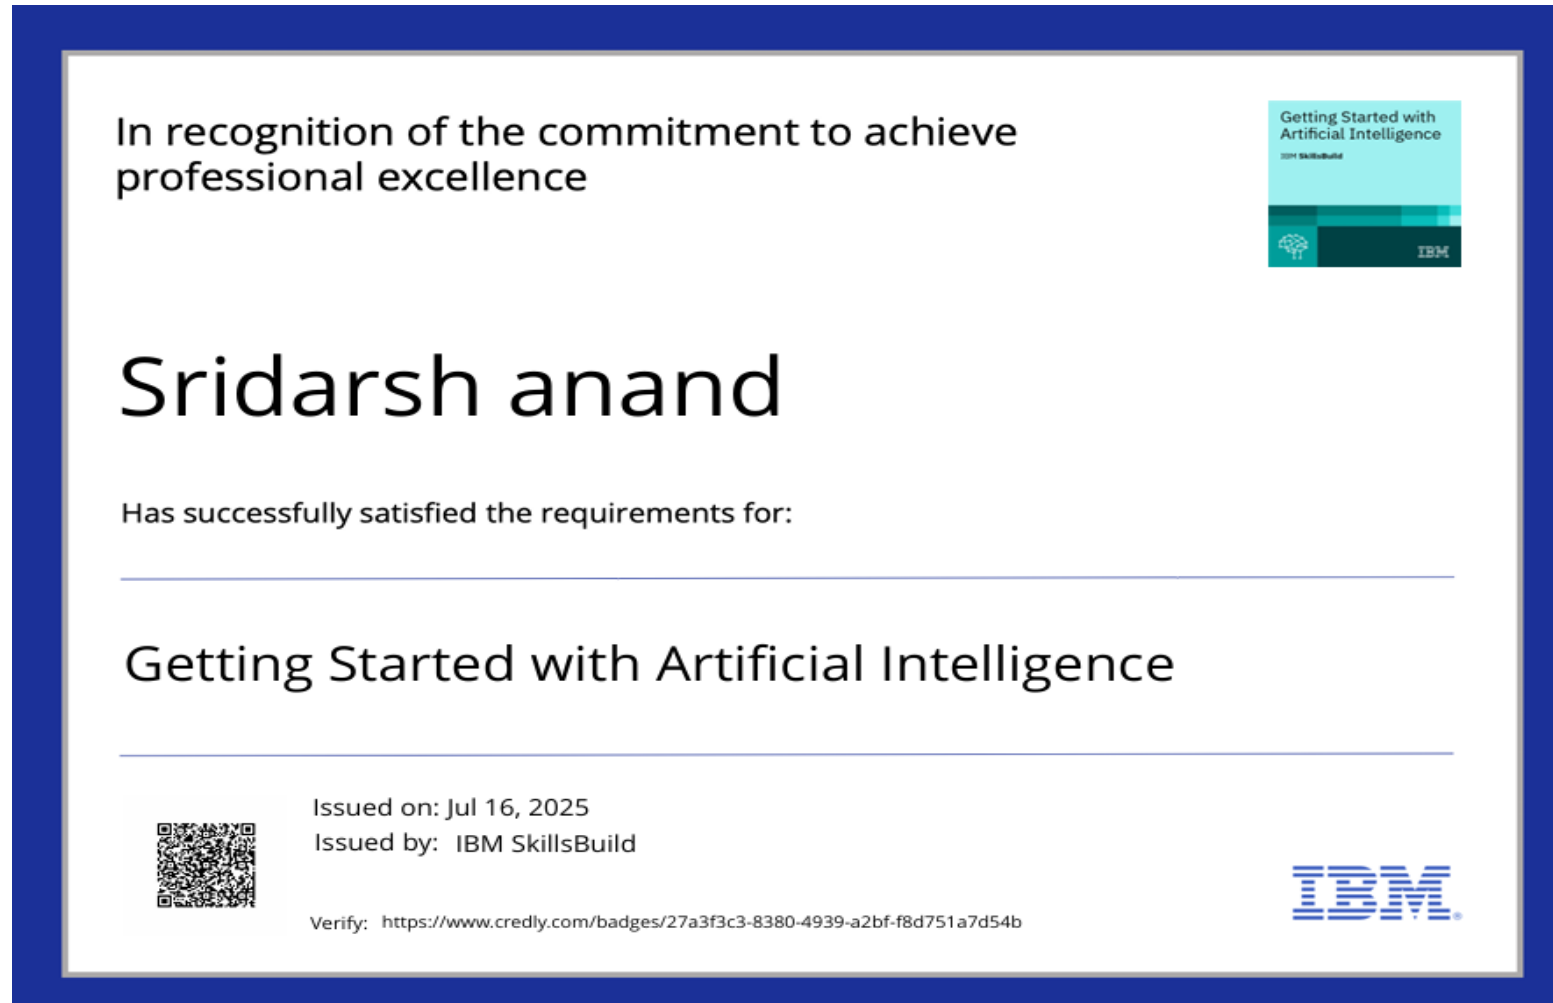 In recognition of the commitment to achieve
professional excellence
Getting Started with
Artificial Intelligence
IBM SkillsBuild
IBM
Sridarsh anand
Has successfully satisfied the requirements for:
Getting Started with Artificial Intelligence
Issued on: Jul 16, 2025
Issued by: IBM SkillsBuild
Verify: https://www.credly.com/badges/27a3f3c3-8380-4939-a2bf-f8d751a7d54b
IBM®